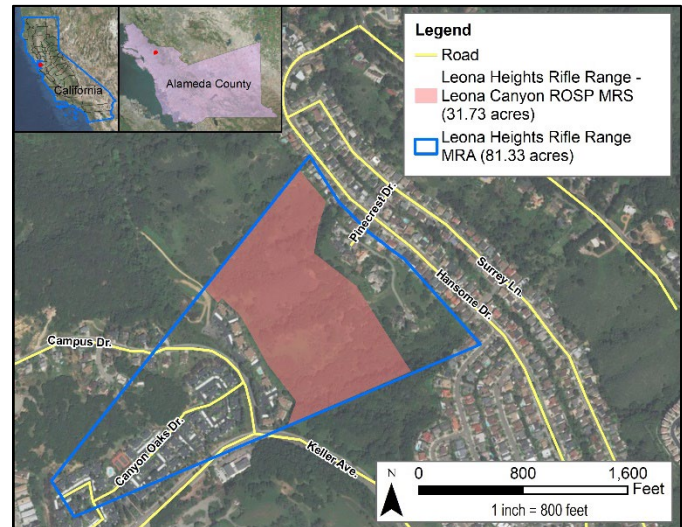 California
Alameda County
Legend
Road
Leona Heights Rifle Range -
Leona Canyon ROSP MRS
(31.73 acres)
Leona Heights Rifle Range
MRA (81.33 acres)
Pinecrest Dr.
Surrey Ln.
Hansome Dr.
Campus Dr.
Canyon Oaks Dr.
Keller Ave.
N
0 800 1,600
Feet
1 inch = 800 feet